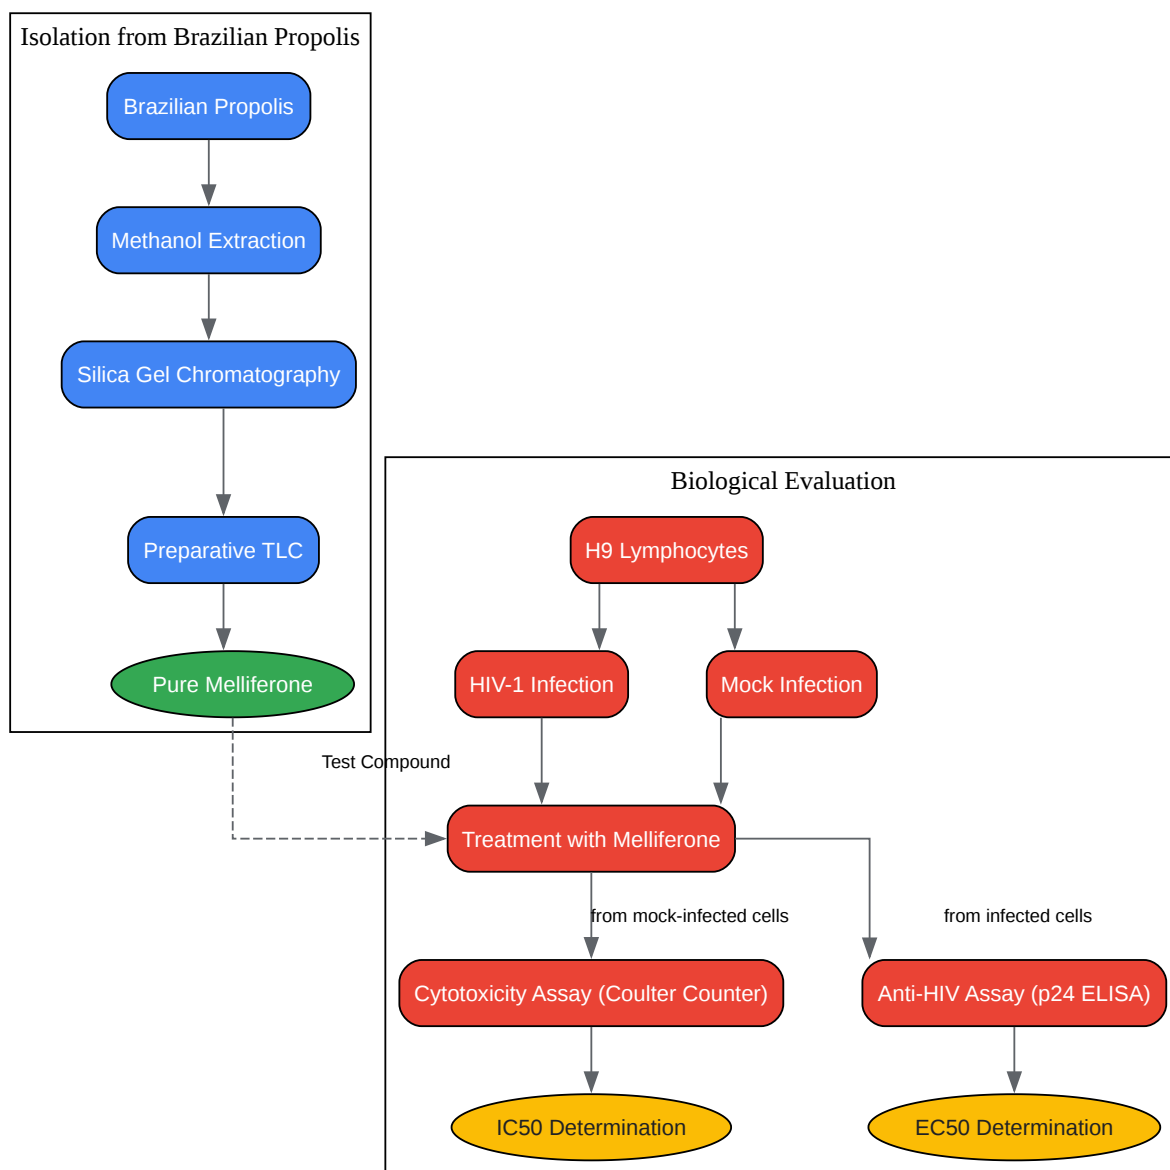 Isolation from Brazilian Propolis
Brazilian Propolis
Methanol Extraction
Silica Gel Chromatography
Preparative TLC
Pure Melliferone
Test Compound
Biological Evaluation
H9 Lymphocytes
HIV-1 Infection
Mock Infection
Treatment with Melliferone
from mock-infected cells
from infected cells
Cytotoxicity Assay (Coulter Counter)
Anti-HIV Assay (p24 ELISA)
IC50 Determination
EC50 Determination